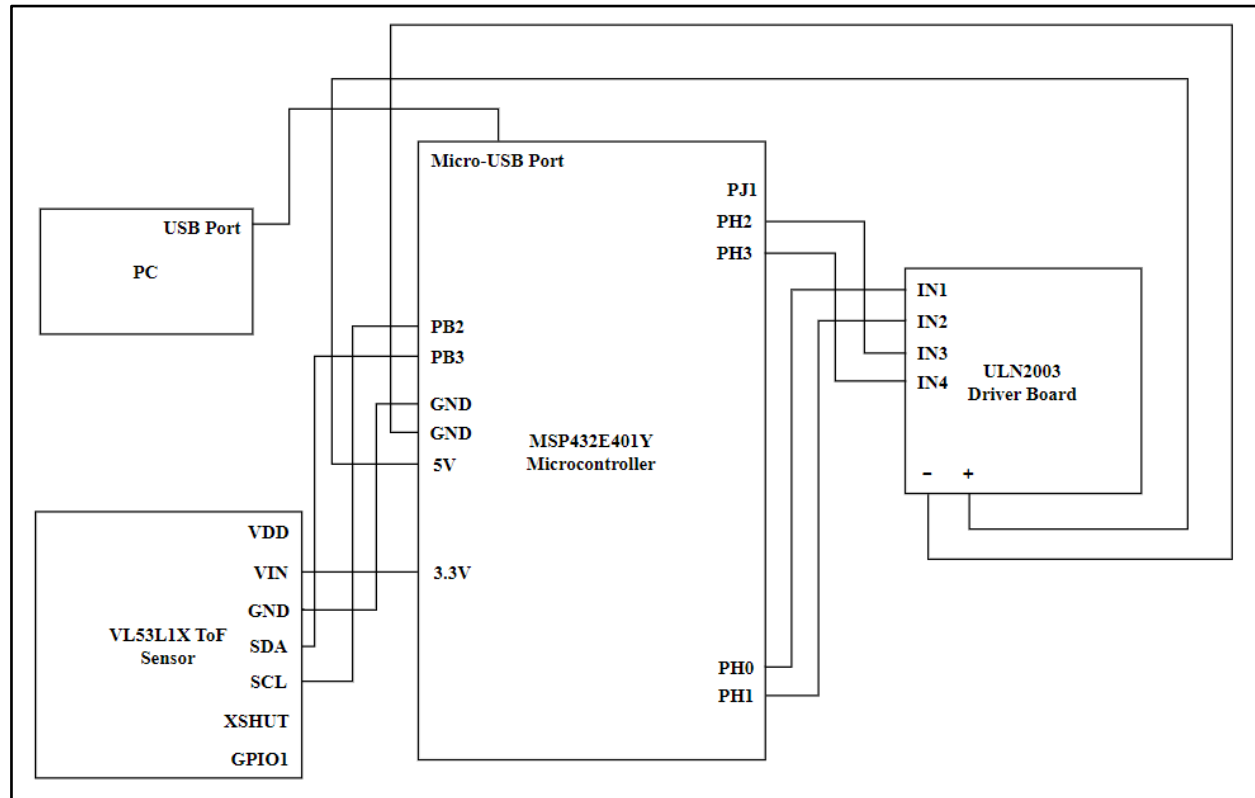 Micro-USB Port
PJ1
PH2
PH3
USB Port
PC
PB2
PB3
GND
GND
5V
3.3V
MSP432E401Y
Microcontroller
PH0
PH1
IN1
IN2
IN3
IN4
ULN2003
Driver Board
- +
VDD
VIN
GND
VL53L1X ToF
Sensor
SDA
SCL
XSHUT
GPIO1